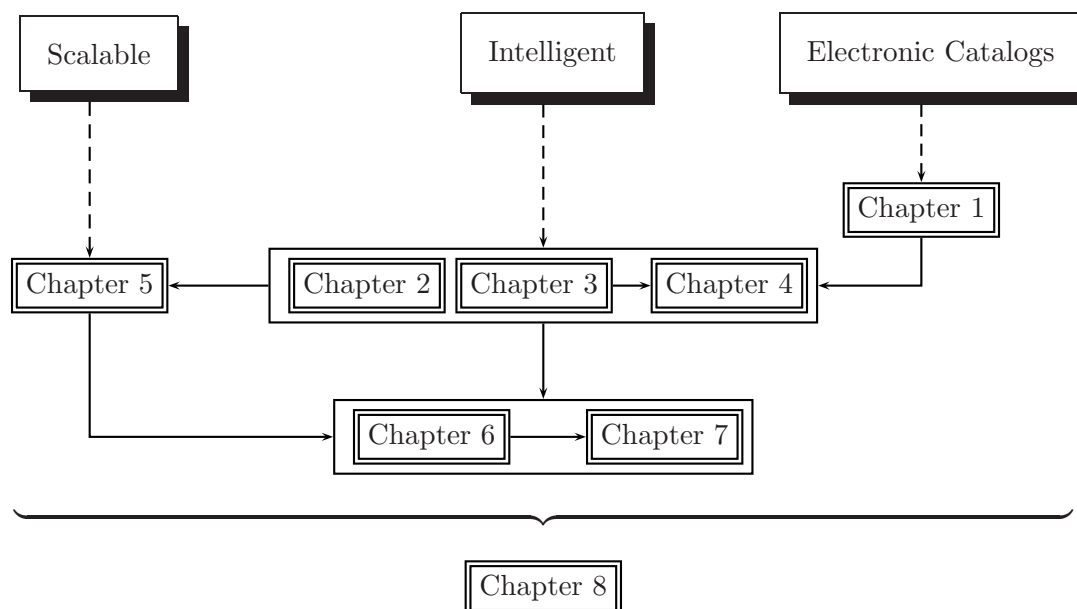 Scalable
Intelligent
Electronic Catalogs
Chapter 1
Chapter 5
Chapter 2
Chapter 3
Chapter 4
Chapter 6
Chapter 7
Chapter 8